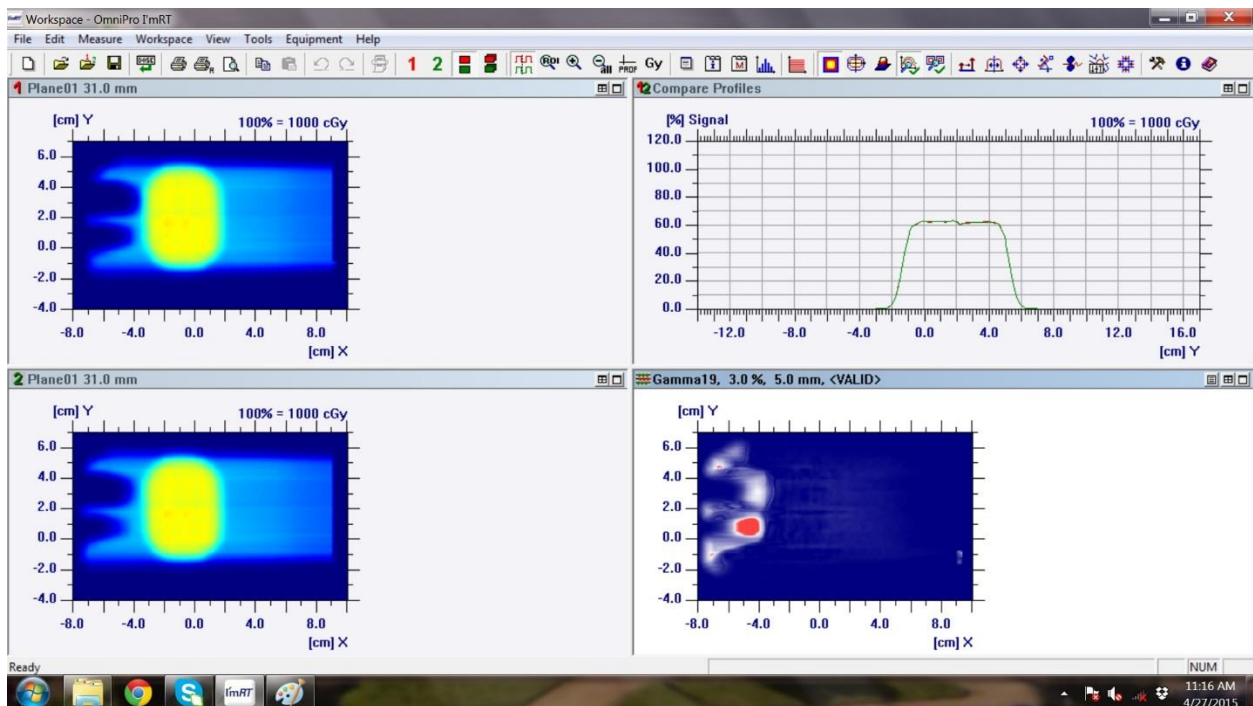 I'mRT Workspace - OmniPro I'mRT
File Edit Measure Workspace View Tools Equipment Help
1 2 ROI all PROF Gy
1 Plane01 31.0 mm
[cm] Y 100% = 1000 cGy
6.0
4.0
2.0
0.0
-2.0
-4.0
-8.0 -4.0 0.0 4.0 8.0
[cm] X
12 Compare Profiles
[%] Signal 100% = 1000 cGy
120.0
100.0
80.0
60.0
40.0
20.0
0.0
-12.0 -8.0 -4.0 0.0 4.0 8.0 12.0 16.0
[cm] Y
2 Plane01 31.0 mm
[cm] Y 100% = 1000 cGy
6.0
4.0
2.0
0.0
-2.0
-4.0
-8.0 -4.0 0.0 4.0 8.0
[cm] X
Gamma19, 3.0 %, 5.0 mm, <VALID>
[cm] Y
6.0
4.0
2.0
0.0
-2.0
-4.0
-8.0 -4.0 0.0 4.0 8.0
[cm] X
Ready NUM
I'mRT 11:16 AM
4/27/2015